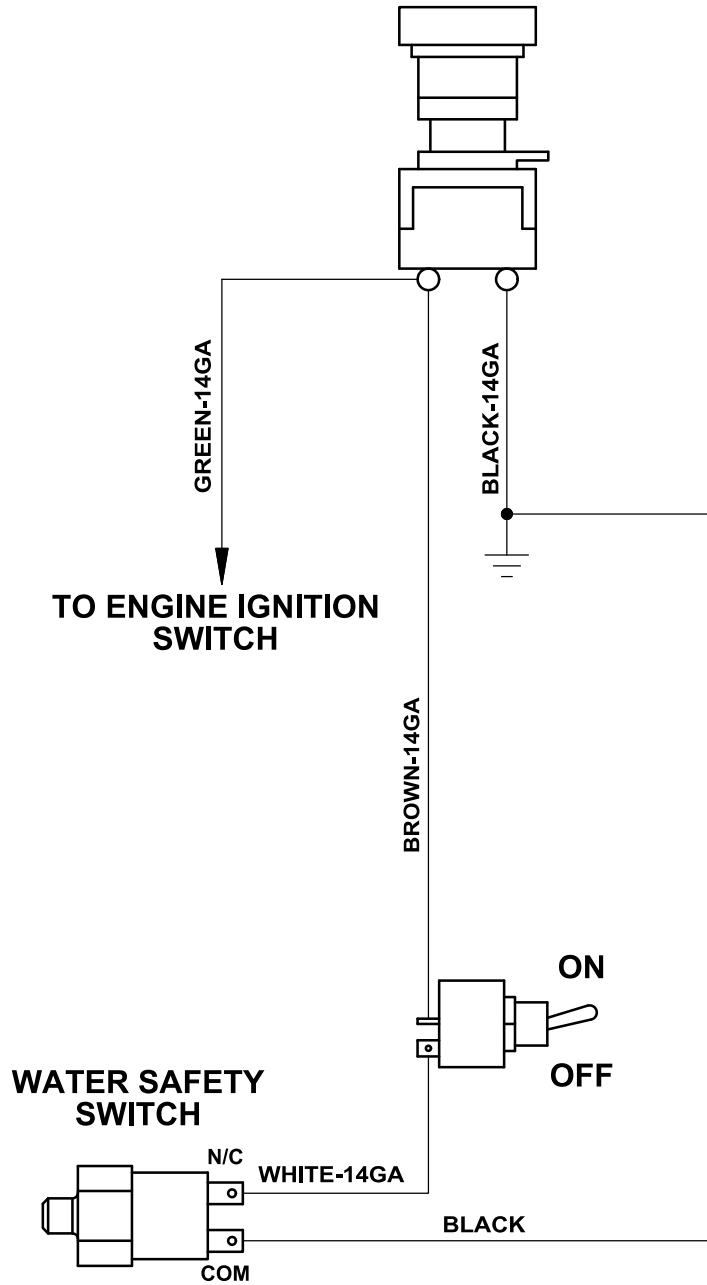 GREEN-14GA
BLACK-14GA
TO ENGINE IGNITION
SWITCH
BROWN-14GA
ON
OFF
WATER SAFETY
SWITCH
N/C
WHITE-14GA
BLACK
COM